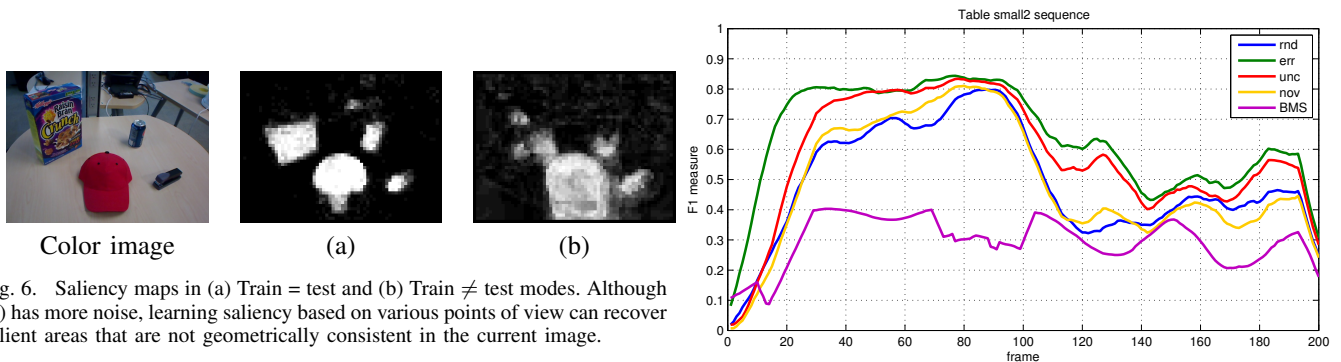 Color image
(a)
(b)
g. 6. Saliency maps in (a) Train = test and (b) Train ≠ test modes. Although
) has more noise, learning saliency based on various points of view can recover
lient areas that are not geometrically consistent in the current image.
Raisin
Bran
Crunch
Table small2 sequence
F1 measure
1
0.9
0.8
0.7
0.6
0.5
0.4
0.3
0.2
0.1
0
0
20
40
60
80
100
120
140
160
180
200
frame
rnd
err
unc
nov
BMS